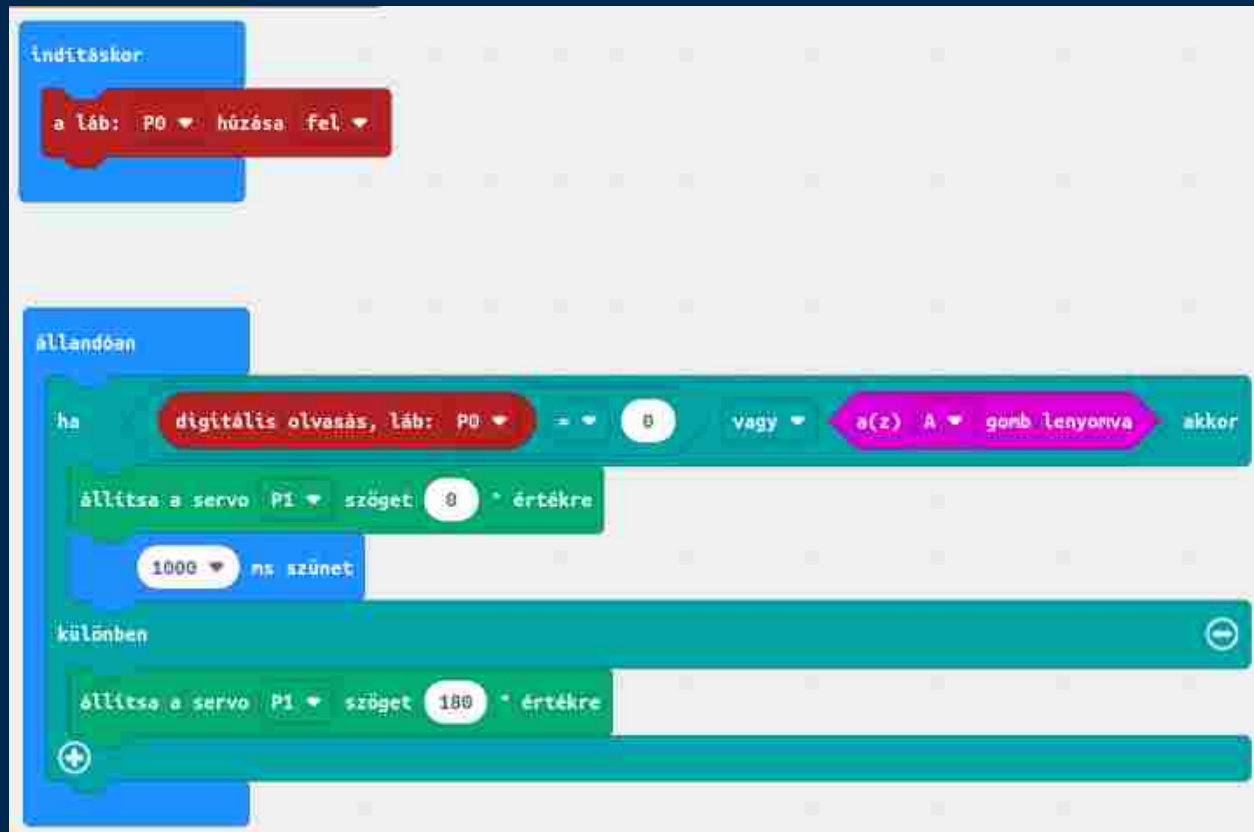 indításkor
a láb: P0 húzása fel
állandóan
ha digitális olvasás, láb: P0 = 0 vagy a(z) A gomb lenyomva akkor
állítsa a servo P1 szöget 0 ° értékre
1000 ms szünet
különben
állítsa a servo P1 szöget 180 ° értékre